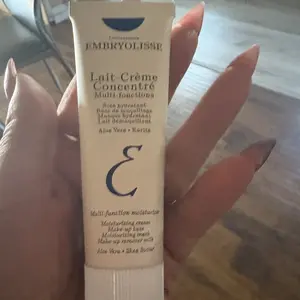 Laboratoires
EMBRYOLISSE
Lait-Crème
Concentré
Multi-fonctions
Soin hydratant
Base de maquillage
Masque hydratant
Lait démaquillant
Aloe Vera • Karité
Multi-function moisturizer
Moisturizing cream
Make-up base
Moisturizing mask
Make-up remover milk
Aloe Vera • Shea Butter